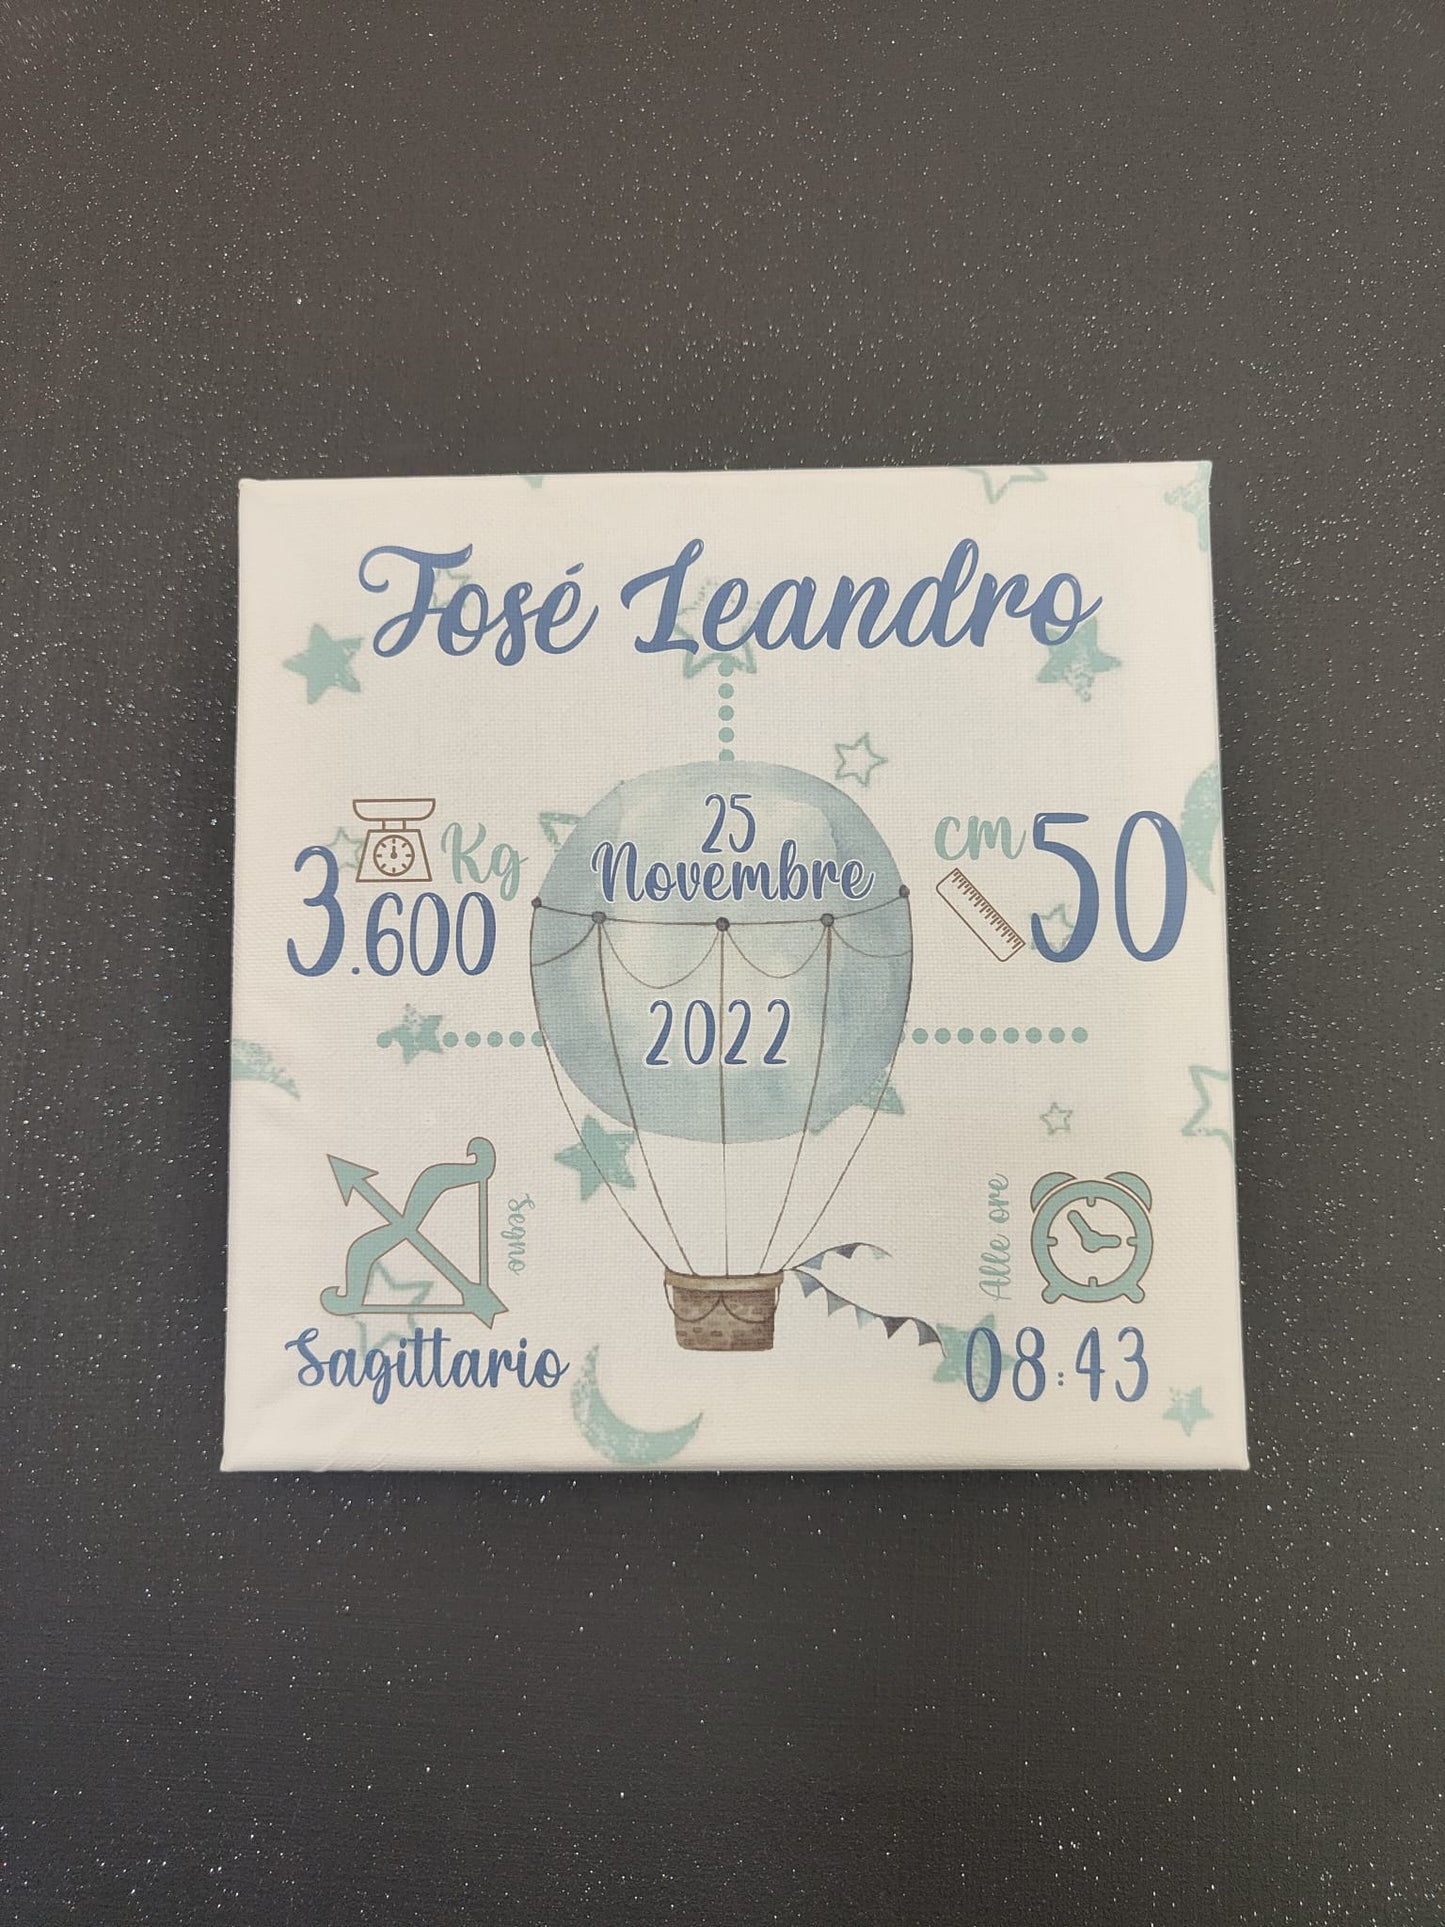 José Leandro
25
Novembre
2022
Kg
3.600
cm 50
Segno
Sagittario
Alle ore
08:43